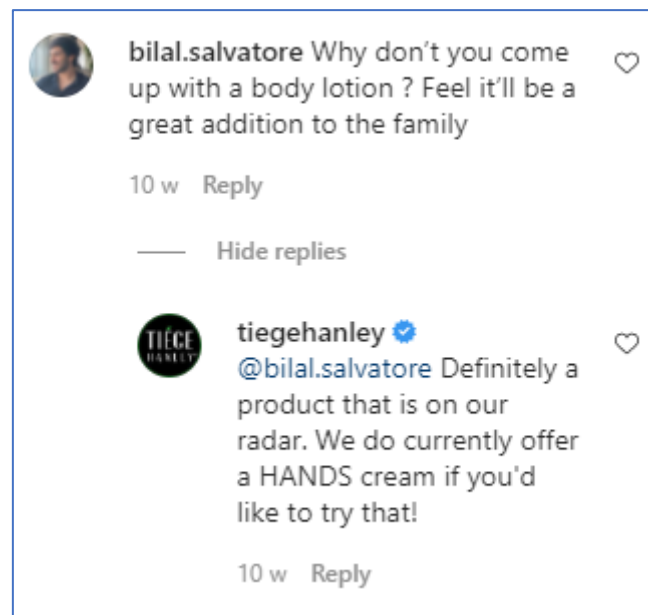 bilal.salvatore Why don’t you come
up with a body lotion ? Feel it’ll be a
great addition to the family
10 w Reply
Hide replies
TIÉGE
HANLEY
tiegehanley
@bilal.salvatore Definitely a
product that is on our
radar. We do currently offer
a HANDS cream if you'd
like to try that!
10 w Reply